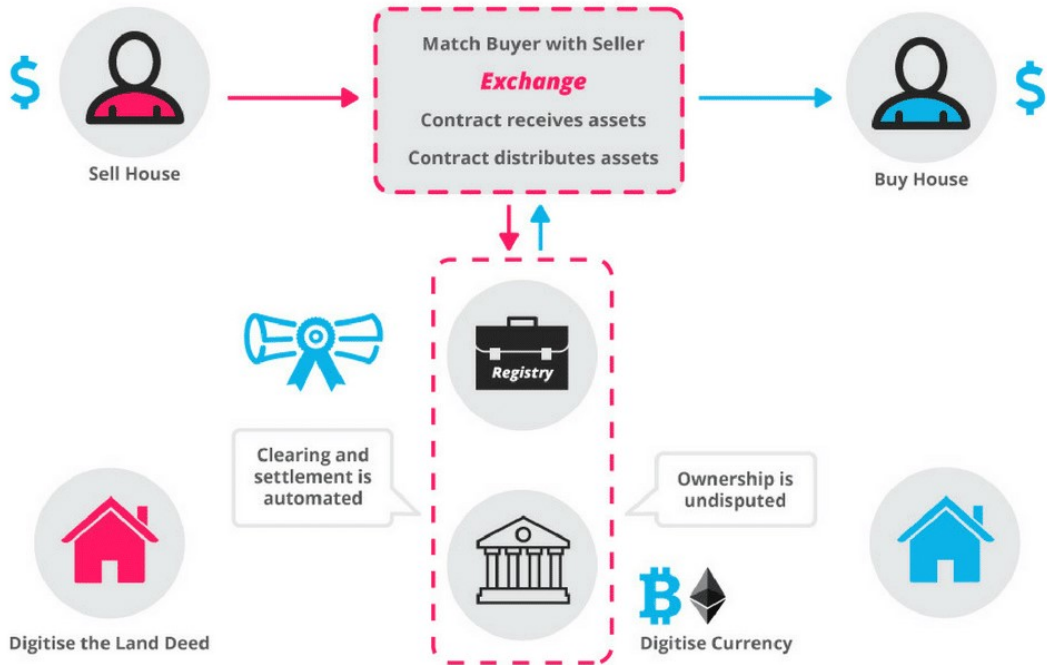 $
$
Match Buyer with Seller
Exchange
Contract receives assets
Contract distributes assets
Sell House
Buy House
Registry
Clearing and
settlement is
automated
Ownership is
undisputed
Digitise the Land Deed
Digitise Currency